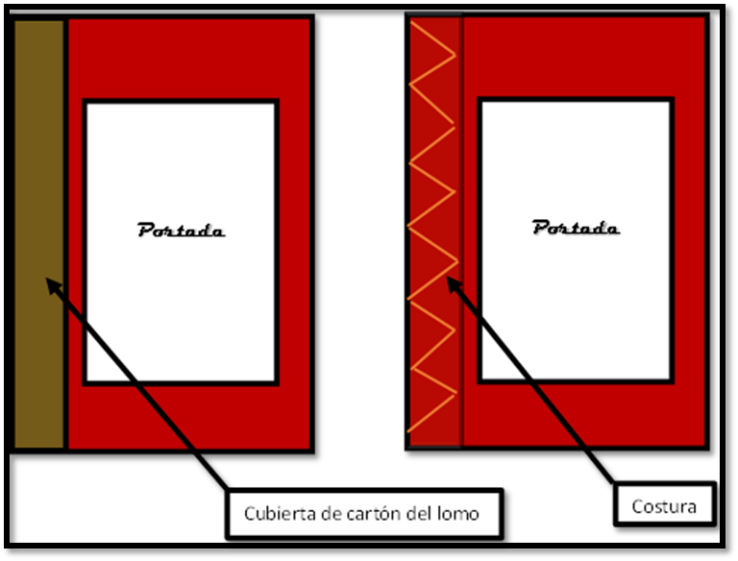 Portada
Portada
Cubierta de cartón del lomo
Costura